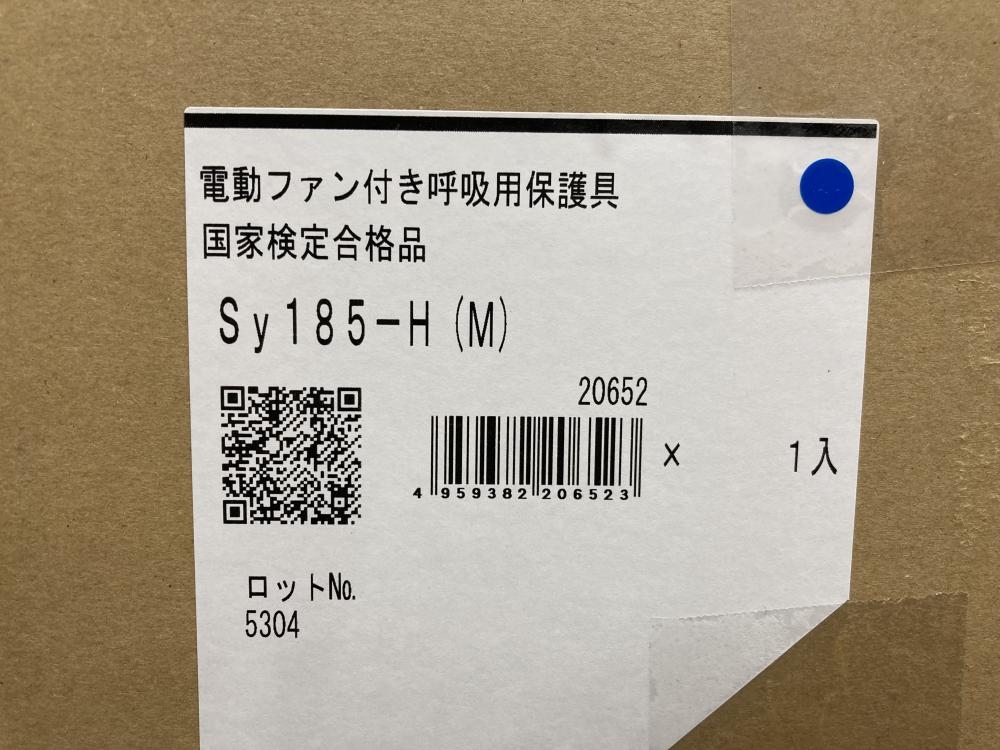 電動ファン付き呼吸用保護具
国家検定合格品
Sy185-H(M)
20652
4 959382 206523
× 1入
ロットNo.
5304